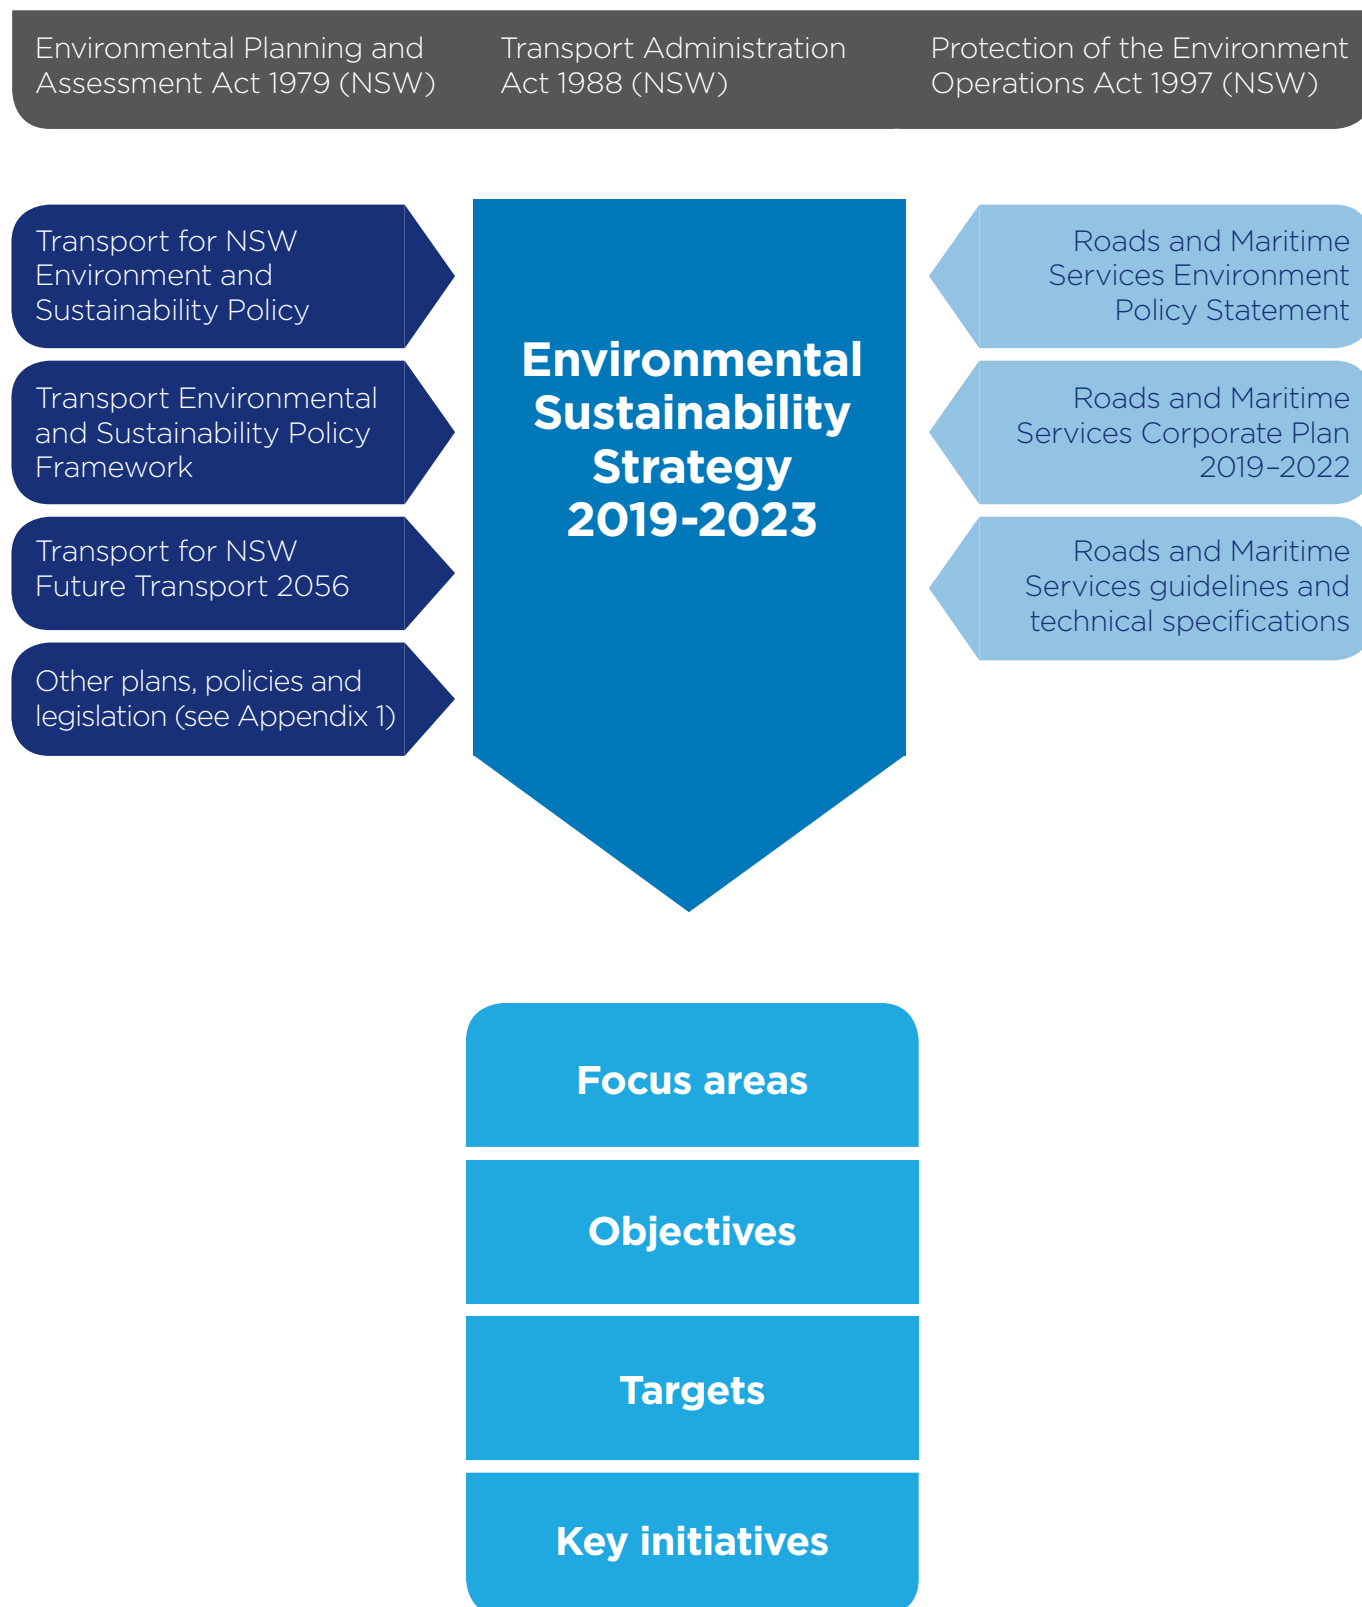 Environmental Planning and
Assessment Act 1979 (NSW)
Transport Administration
Act 1988 (NSW)
Protection of the Environment
Operations Act 1997 (NSW)
Transport for NSW
Environment and
Sustainability Policy
Transport Environmental
and Sustainability Policy
Framework
Transport for NSW
Future Transport 2056
Other plans, policies and
legislation (see Appendix 1)
Environmental
Sustainability
Strategy
2019-2023
Roads and Maritime
Services Environment
Policy Statement
Roads and Maritime
Services Corporate Plan
2019–2022
Roads and Maritime
Services guidelines and
technical specifications
Focus areas
Objectives
Targets
Key initiatives